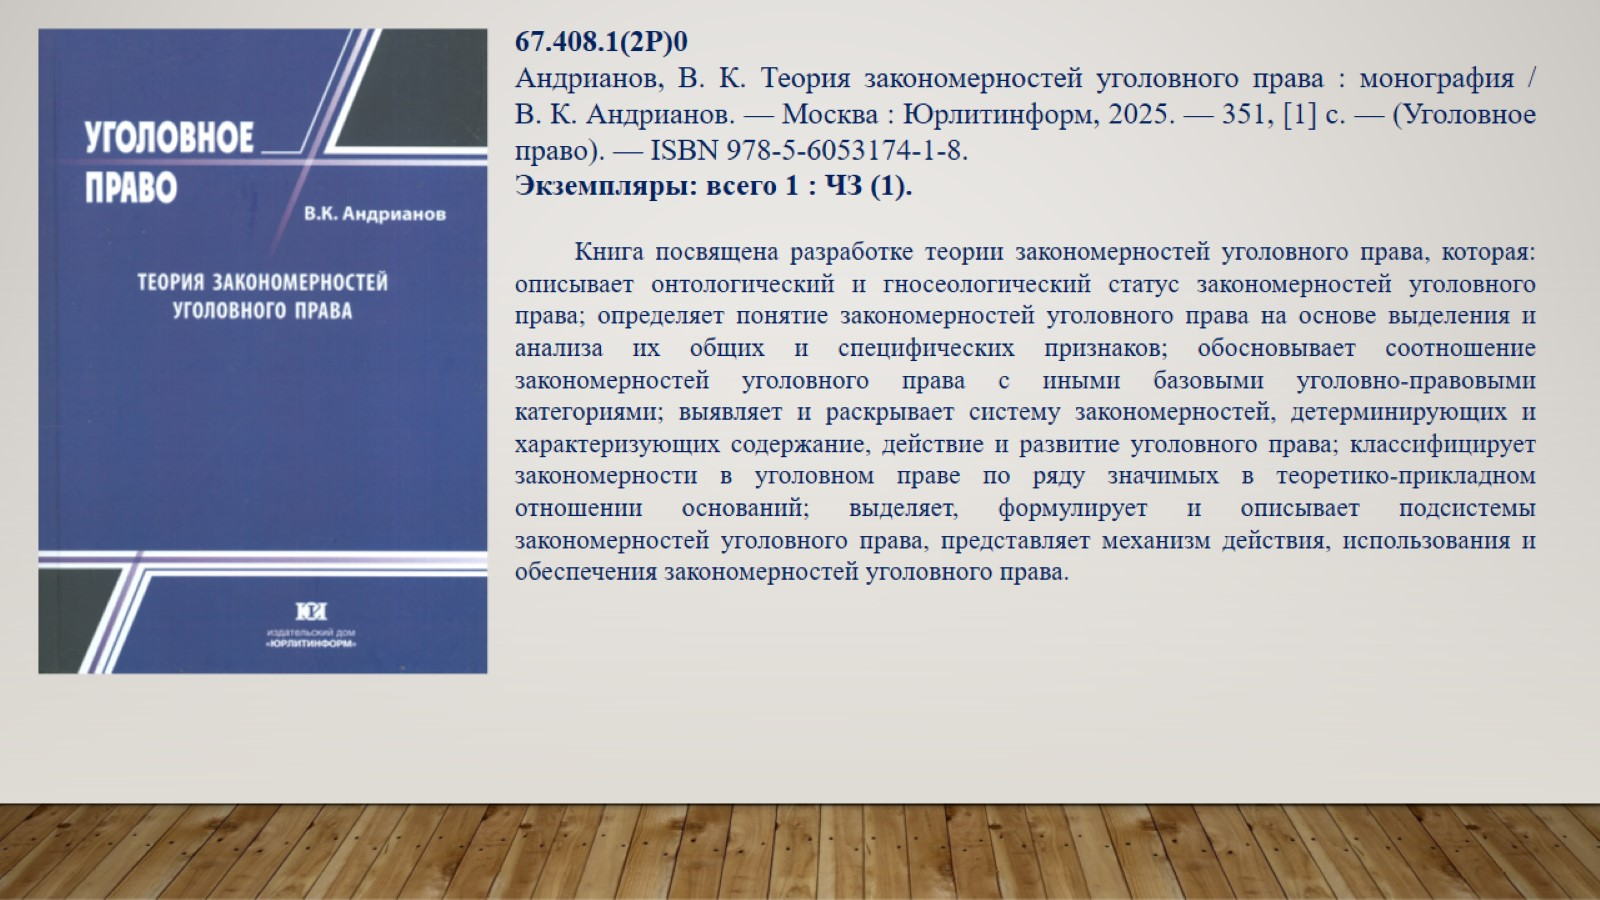 УГОЛОВНОЕ
ПРАВО
В.К. Андрианов
ТЕОРИЯ ЗАКОНОМЕРНОСТЕЙ
УГОЛОВНОГО ПРАВА
ИЗДАТЕЛЬСКИЙ ДОМ
«ЮРЛИТИНФОРМ»
67.408.1(2Р)0
Андрианов, В. К. Теория закономерностей уголовного права : монография /
В. К. Андрианов. — Москва : Юрлитинформ, 2025. — 351, [1] с. — (Уголовное
право). — ISBN 978-5-6053174-1-8.
Экземпляры: всего 1 : ЧЗ (1).
Книга посвящена разработке теории закономерностей уголовного права, которая:
описывает онтологический и гносеологический статус закономерностей уголовного
права; определяет понятие закономерностей уголовного права на основе выделения и
анализа их общих и специфических признаков; обосновывает соотношение
закономерностей уголовного права с иными базовыми уголовно-правовыми
категориями; выявляет и раскрывает систему закономерностей, детерминирующих и
характеризующих содержание, действие и развитие уголовного права; классифицирует
закономерности в уголовном праве по ряду значимых в теоретико-прикладном
отношении оснований; выделяет, формулирует и описывает подсистемы
закономерностей уголовного права, представляет механизм действия, использования и
обеспечения закономерностей уголовного права.